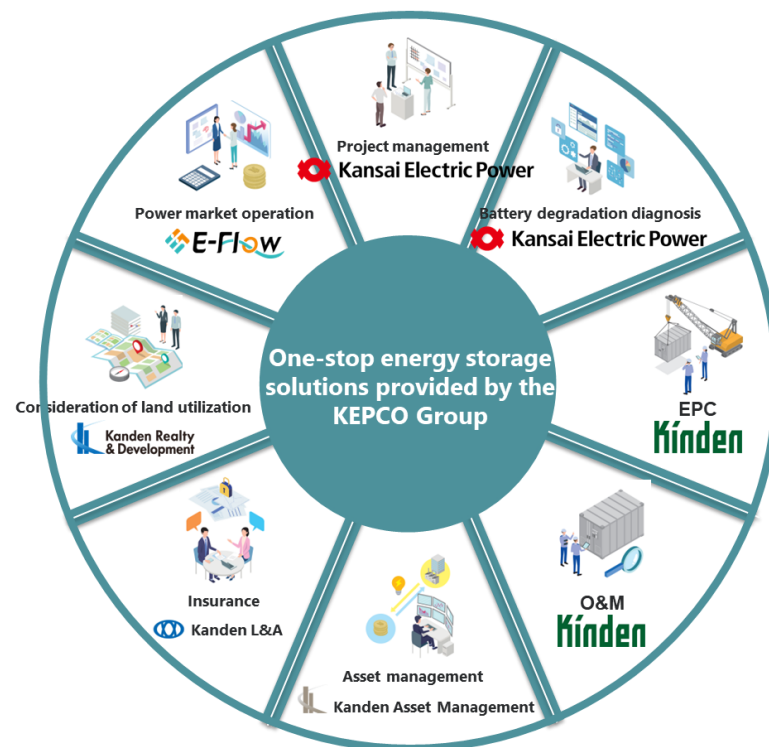 Project management
Kansai Electric Power
Battery degradation diagnosis
Kansai Electric Power
EPC
Kinden
O&M
Kinden
Asset management
Kanden Asset Management
Insurance
Kanden L&A
Consideration of land utilization
Kanden Realty
& Development
Power market operation
E-Flow
One-stop energy storage
solutions provided by the
KEPCO Group